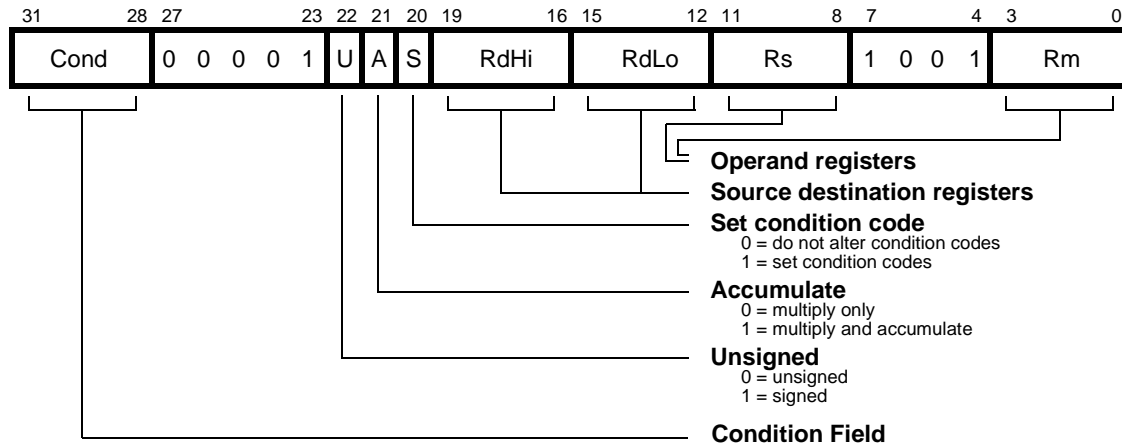 31 28 27 23 22 21 20 19 16 15 12 11 8 7 4 3 0
Cond 0 0 0 0 1 U A S RdHi RdLo Rs 1 0 0 1 Rm
Operand registers
Source destination registers
Set condition code
0 = do not alter condition codes
1 = set condition codes
Accumulate
0 = multiply only
1 = multiply and accumulate
Unsigned
0 = unsigned
1 = signed
Condition Field